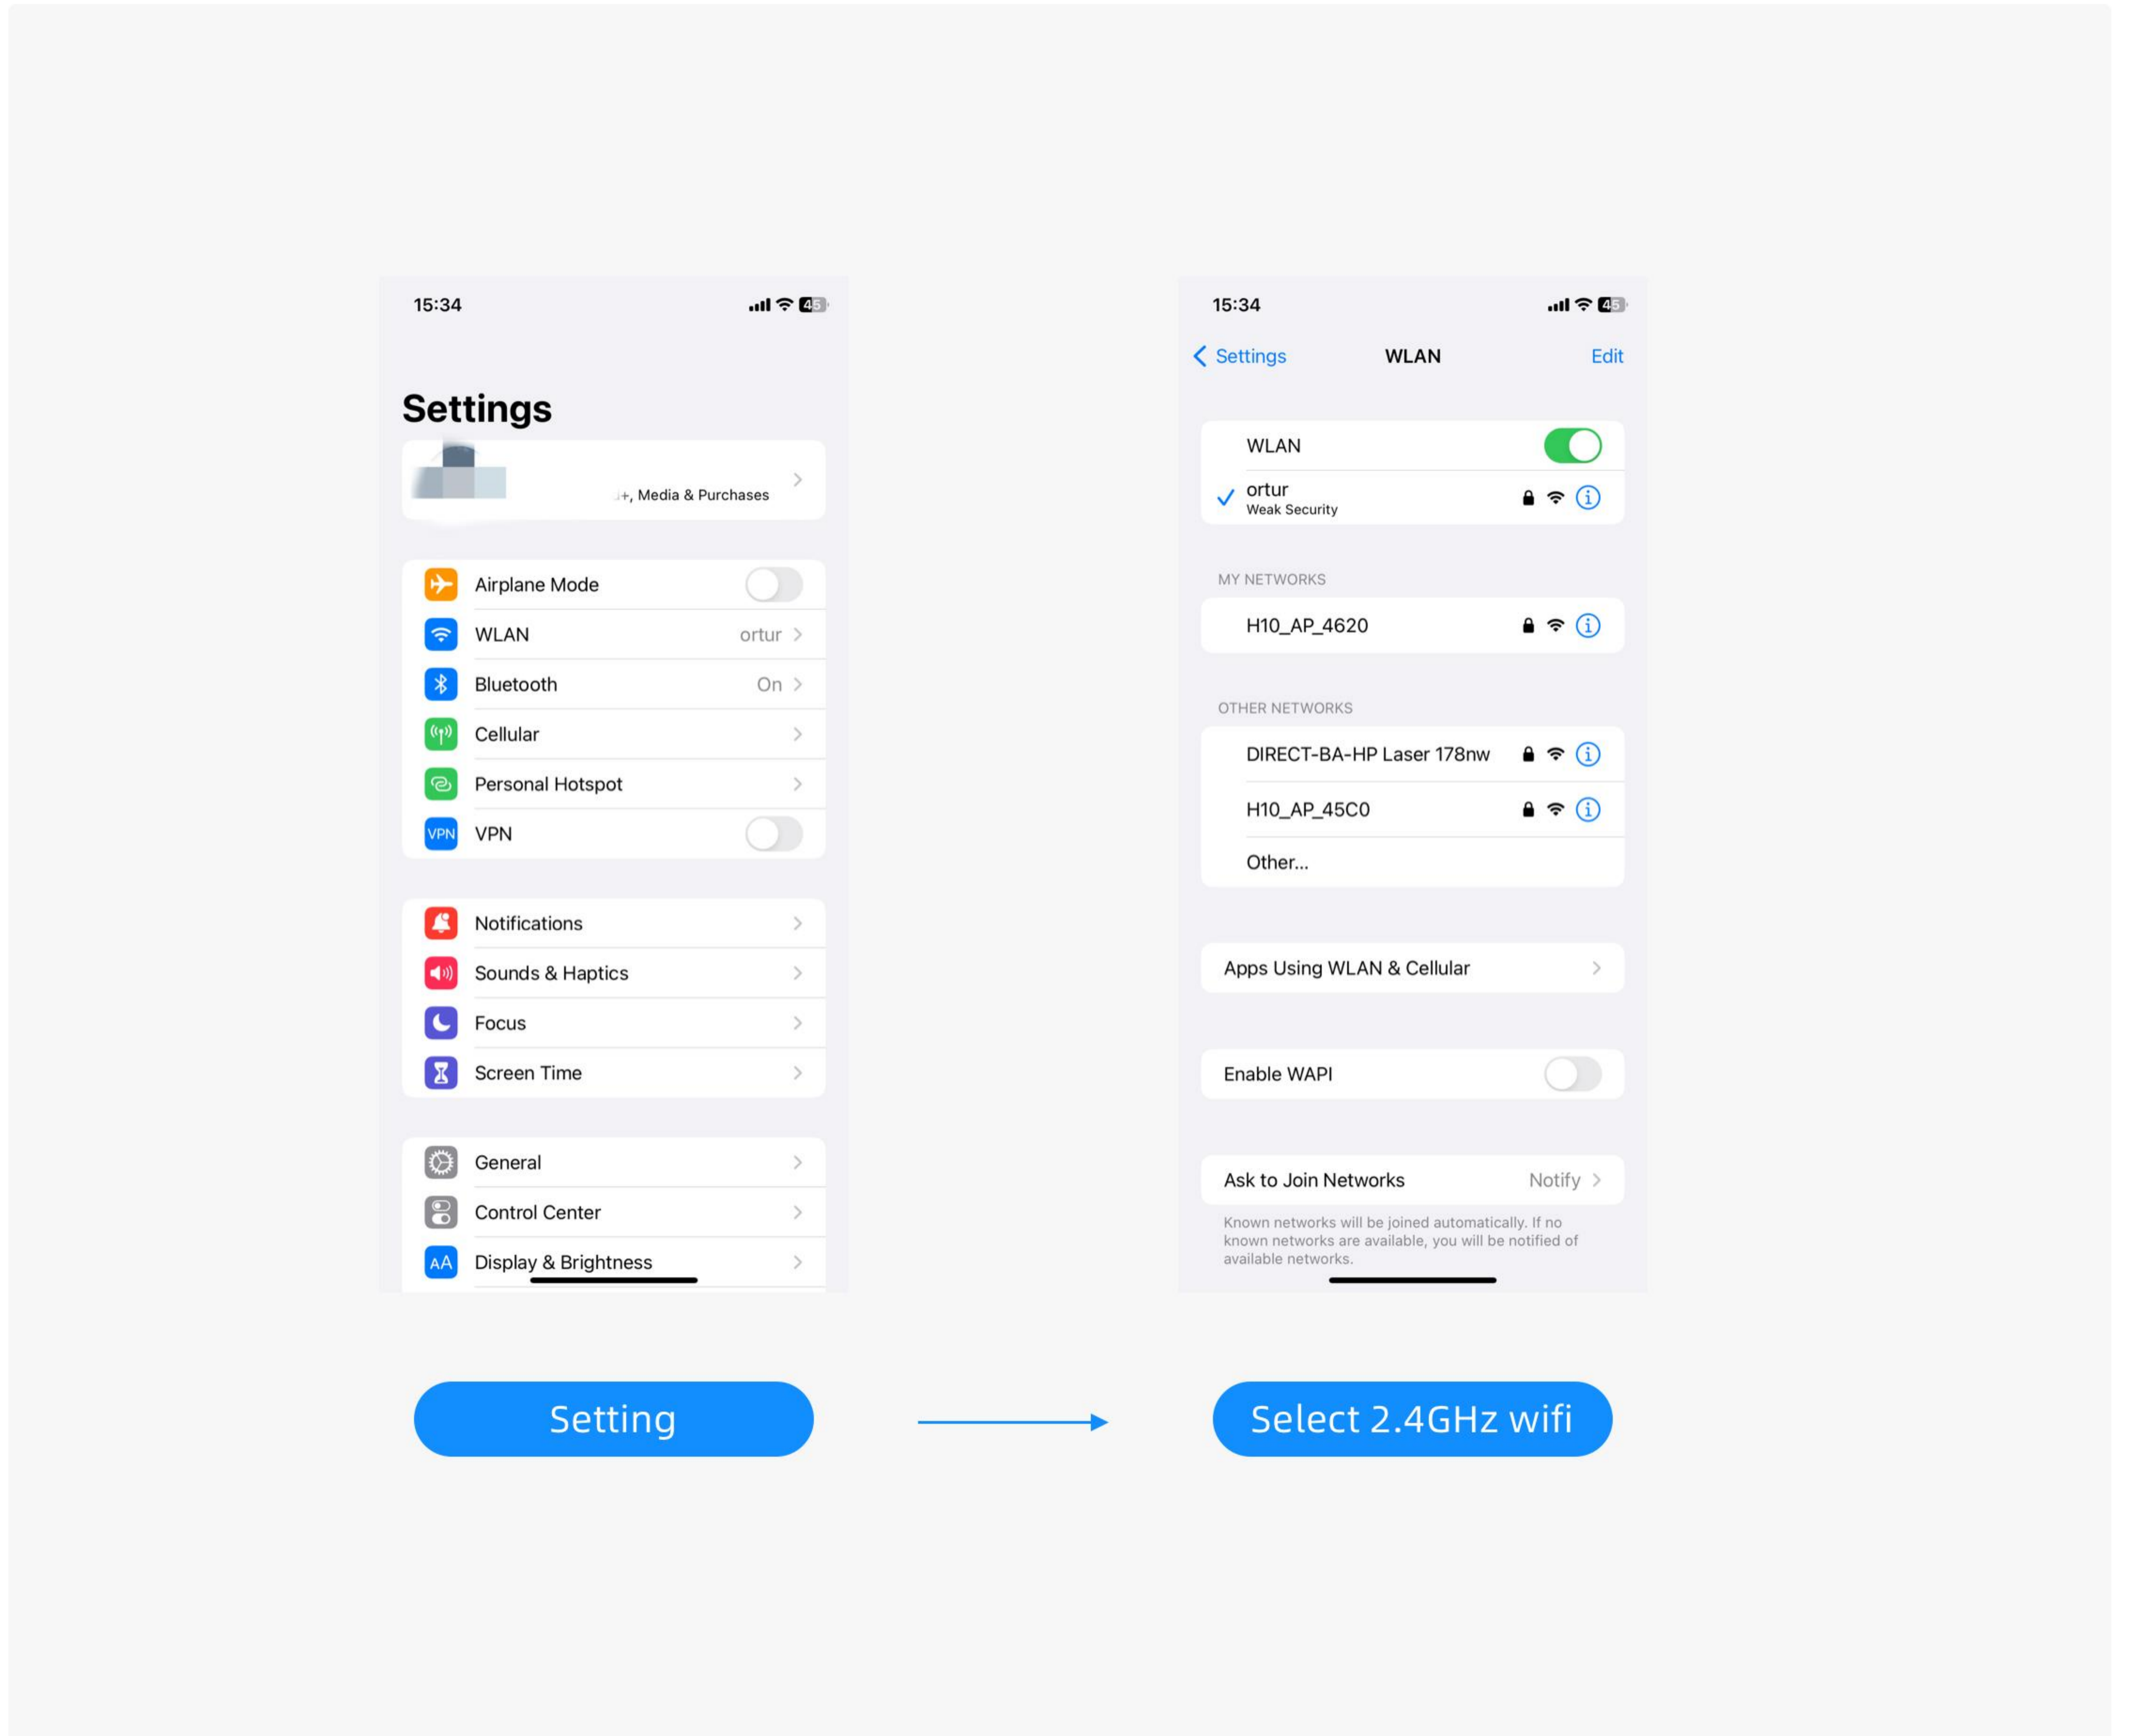 15:34
45
Settings
+, Media & Purchases
Airplane Mode
WLAN ortur
Bluetooth On
Cellular
Personal Hotspot
VPN VPN
Notifications
Sounds & Haptics
Focus
Screen Time
General
Control Center
AA Display & Brightness
Setting
15:34
45
Settings WLAN Edit
WLAN
ortur
Weak Security
MY NETWORKS
H10_AP_4620
OTHER NETWORKS
DIRECT-BA-HP Laser 178nw
H10_AP_45C0
Other...
Apps Using WLAN & Cellular
Enable WAPI
Ask to Join Networks Notify
Known networks will be joined automatically. If no
known networks are available, you will be notified of
available networks.
Select 2.4GHz wifi